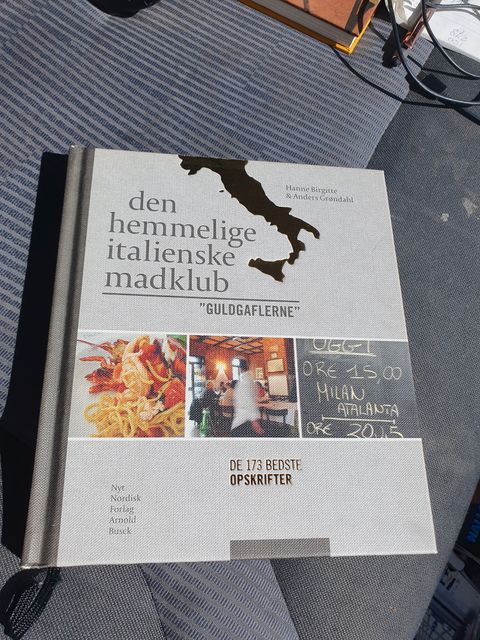 Hanne Birgitte
& Anders Grøndahl
den
hemmelige
italienske
madklub
"GULDGAFLERNE"
OGGI
ORE 15,00
MILAN
ATALANTA
ORE 20,45
DE 173 BEDSTE
OPSKRIFTER
Nyt
Nordisk
Forlag
Arnold
Busck